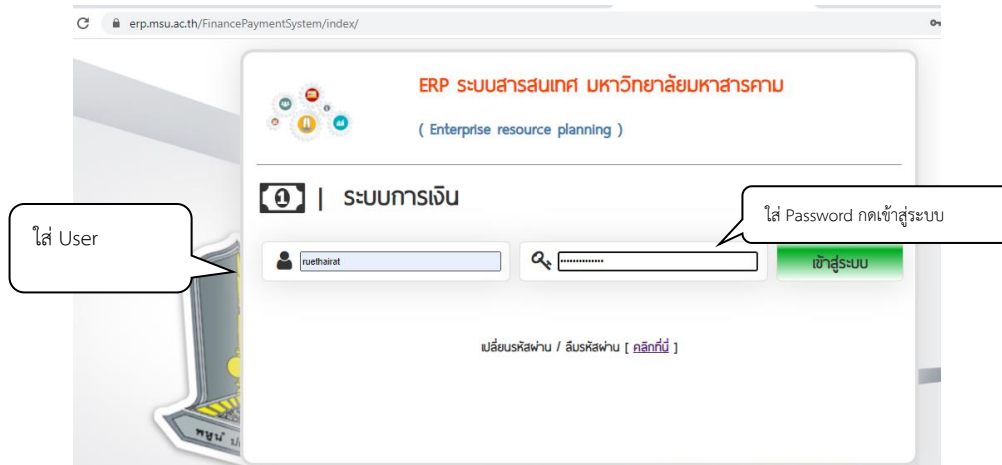 erp.msu.ac.th/FinancePaymentSystem/index/
ERP ระบบสารสนเทศ มหาวิทยาลัยมหาสารคาม
( Enterprise resource planning )
ระบบการเงิน
ใส่ Password กดเข้าสู่ระบบ
ใส่ User
ruethairat
เข้าสู่ระบบ
เปลี่ยนรหัสผ่าน / ลืมรหัสผ่าน [ คลิกที่นี่ ]
พหูนํ